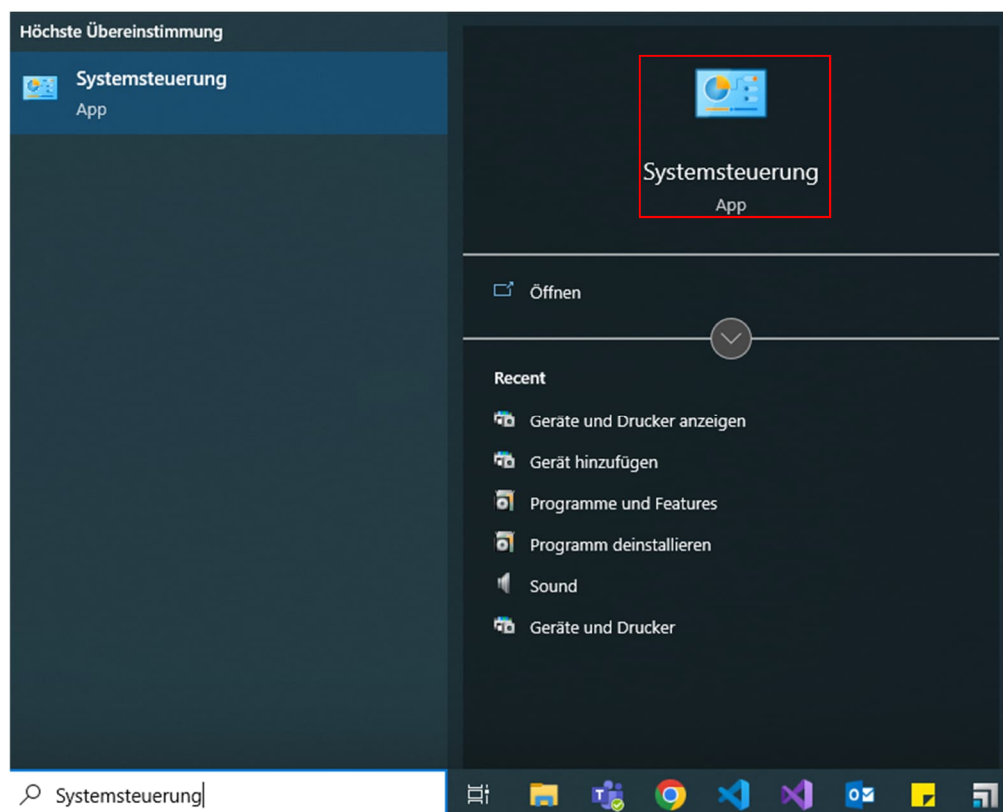 Höchste Übereinstimmung
Systemsteuerung
App
Systemsteuerung
App
Öffnen
Recent
Geräte und Drucker anzeigen
Gerät hinzufügen
Programme und Features
Programm deinstallieren
Sound
Geräte und Drucker
Systemsteuerung